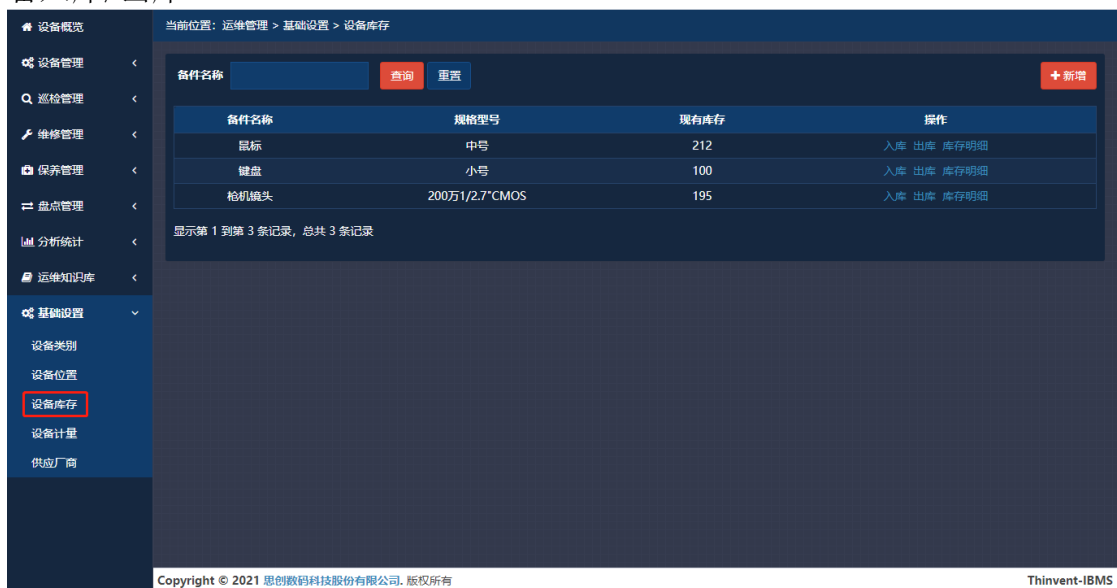 设备概览
当前位置：运维管理 > 基础设置 > 设备库存
设备管理
备件名称 查询 重置 新增
巡检管理
备件名称 规格型号 现有库存 操作
维修管理
鼠标 中号 212 入库 出库 库存明细
保养管理
键盘 小号 100 入库 出库 库存明细
枪机镜头 200万1/2.7"CMOS 195 入库 出库 库存明细
盘点管理
显示第 1 到第 3 条记录，总共 3 条记录
分析统计
运维知识库
基础设置
设备类别
设备位置
设备库存
设备计量
供应厂商
Copyright © 2021 思创数码科技股份有限公司. 版权所有 Thinvent-IBMS